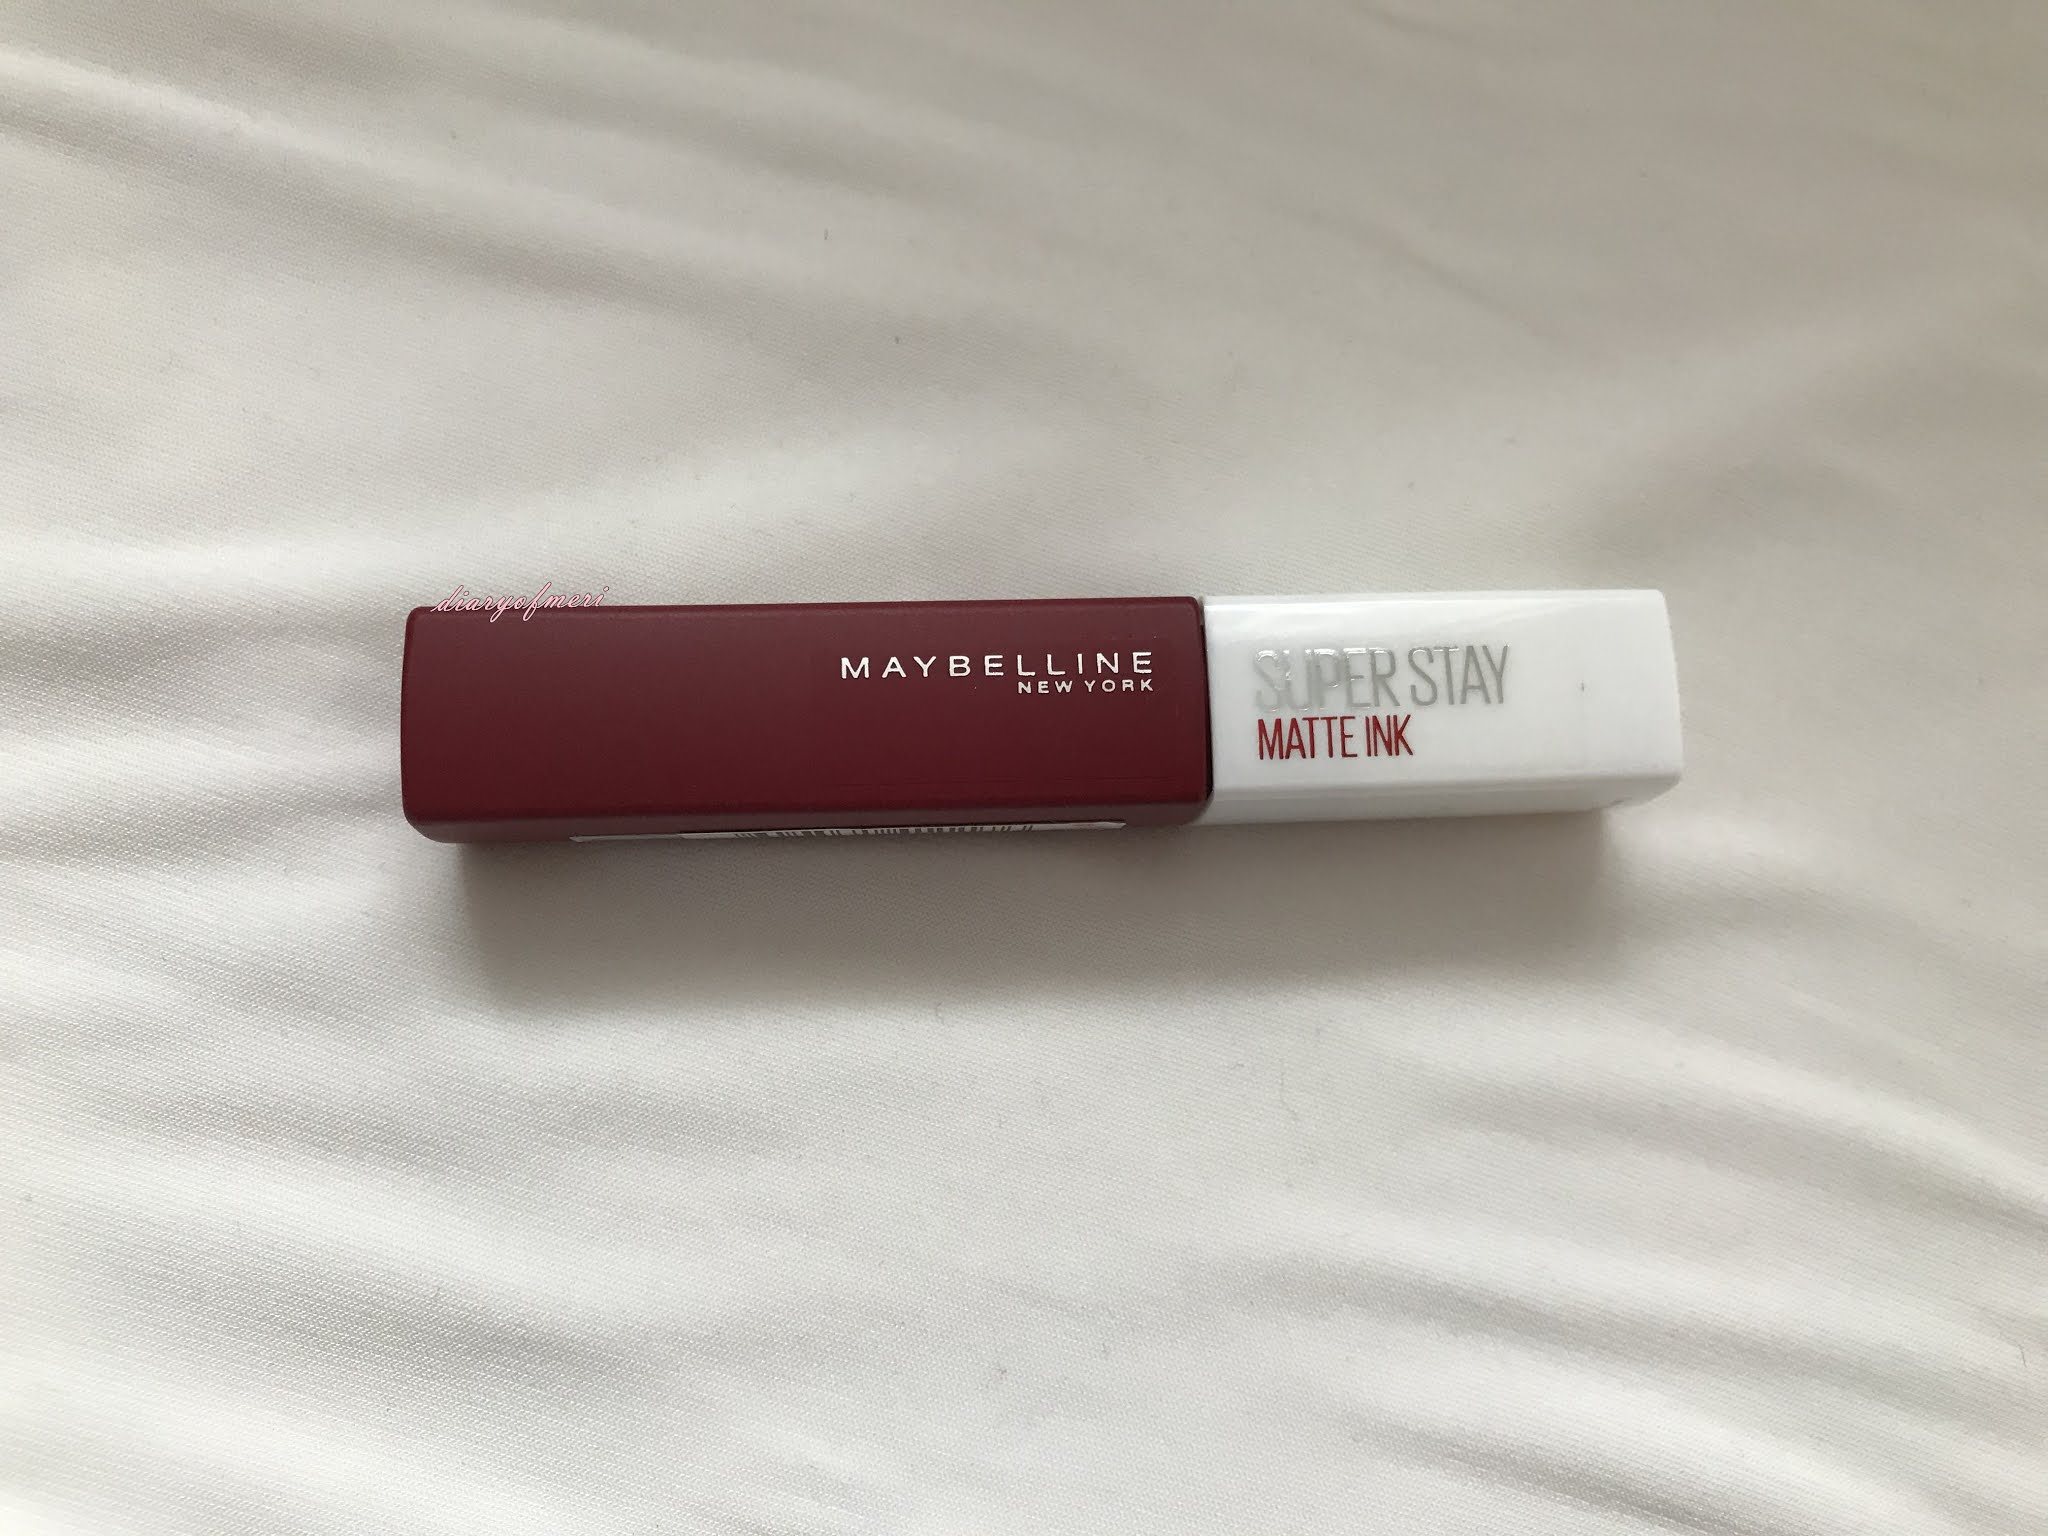 diaryofmeri
MAYBELLINE
NEW YORK
SUPER STAY
MATTE INK